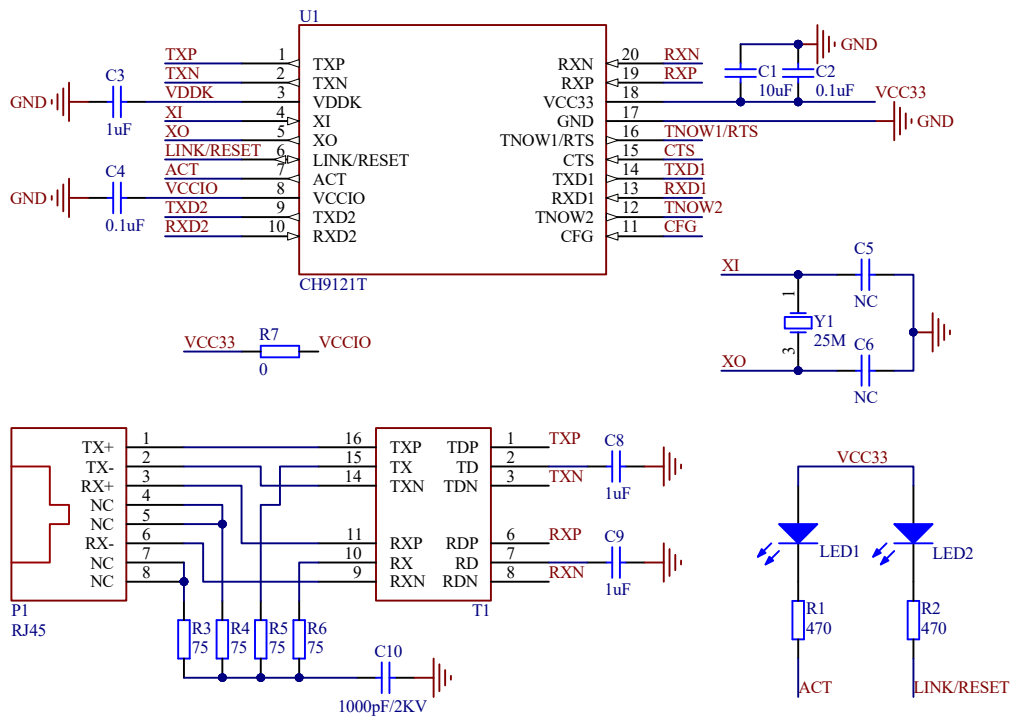 U1
TXP 1 TXP RXN 20 RXN
TXN 2 TXN RXP 19 RXP
VDDK 3 VDDK VCC33 18 VCC33
XI 4 XI GND 17 GND
XO 5 XO TNOW1/RTS 16 TNOW1/RTS
LINK/RESET 6 LINK/RESET CTS 15 CTS
ACT 7 ACT TXD1 14 TXD1
VCCIO 8 VCCIO RXD1 13 RXD1
TXD2 9 TXD2 TNOW2 12 TNOW2
RXD2 10 RXD2 CFG 11 CFG
CH9121T
C3
GND
1uF
C4
GND
0.1uF
GND
C1 C2
10uF 0.1uF
XI C5
NC
1
Y1
25M
3
XO C6
NC
VCC33 R7 VCCIO
0
TX+ 1 16 TXP TDP 1 TXP
TX- 2 15 TX TD 2
RX+ 3 14 TXN TDN 3 TXN
NC 4
NC 5
RX- 6 11 RXP RDP 6 RXP
NC 7 10 RX RD 7
NC 8 9 RXN RDN 8 RXN
P1
RJ45
T1
C8
1uF
C9
1uF
R3 R4 R5 R6
75 75 75 75
C10
1000pF/2KV
VCC33
LED1 LED2
R1 R2
470 470
ACT LINK/RESET